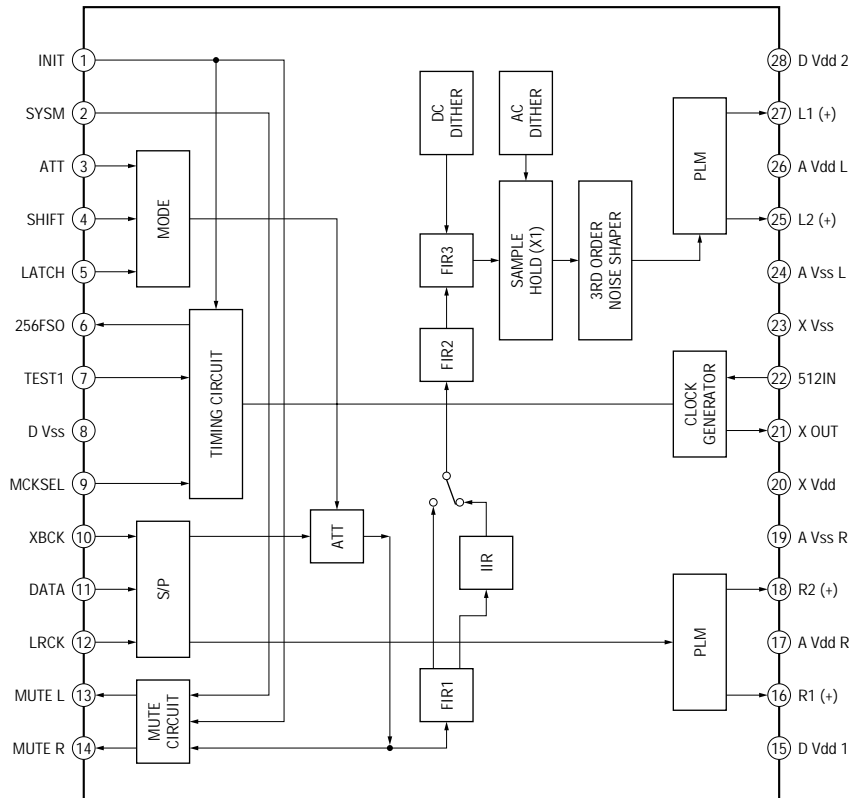 INIT
1
SYSM
2
ATT
3
SHIFT
4
LATCH
5
256FSO
6
TEST1
7
D Vss
8
MCKSEL
9
XBCK
10
DATA
11
LRCK
12
MUTE L
13
MUTE R
14
MODE
TIMING CIRCUIT
S/P
MUTE
CIRCUIT
ATT
DC
DITHER
AC
DITHER
FIR3
SAMPLE
HOLD (X1)
3RD ORDER
NOISE SHAPER
FIR2
IIR
FIR1
PLM
CLOCK
GENERATOR
PLM
28
D Vdd 2
27
L1 (+)
26
A Vdd L
25
L2 (+)
24
A Vss L
23
X Vss
22
512IN
21
X OUT
20
X Vdd
19
A Vss R
18
R2 (+)
17
A Vdd R
16
R1 (+)
15
D Vdd 1